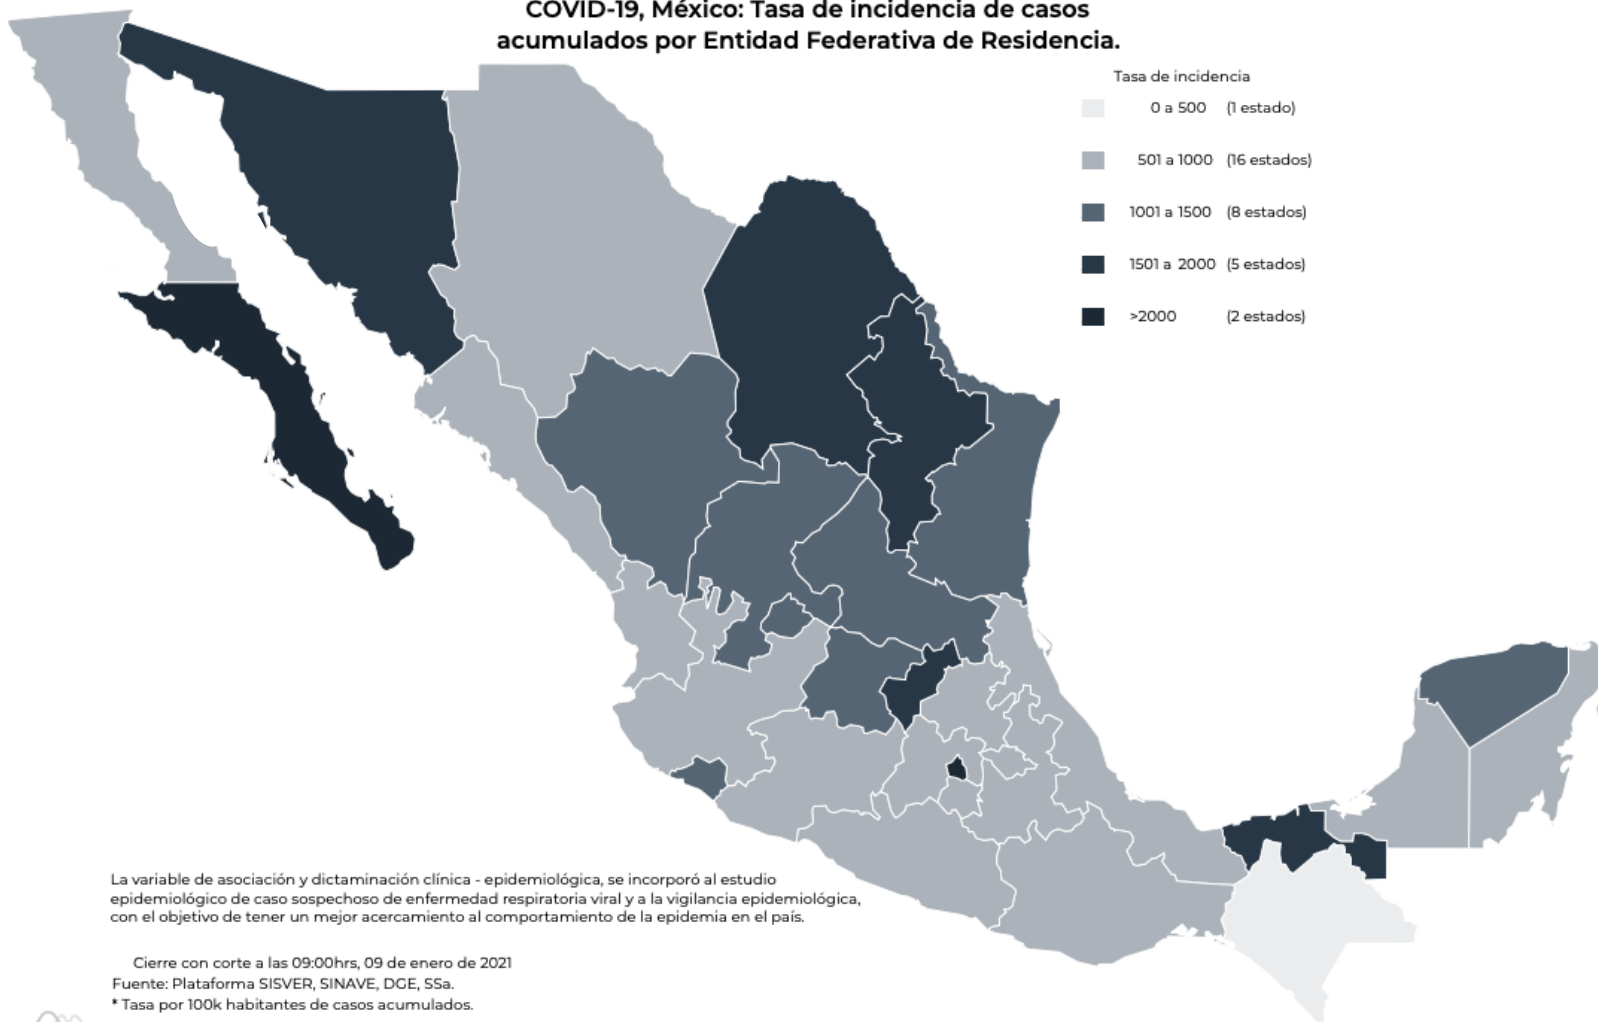 COVID-19, México: Tasa de incidencia de casos
acumulados por Entidad Federativa de Residencia.
Tasa de incidencia
0 a 500 (1 estado)
501 a 1000 (16 estados)
1001 a 1500 (8 estados)
1501 a 2000 (5 estados)
>2000 (2 estados)
La variable de asociación y dictaminación clínica - epidemiológica, se incorporó al estudio
epidemiológico de caso sospechoso de enfermedad respiratoria viral y a la vigilancia epidemiológica,
con el objetivo de tener un mejor acercamiento al comportamiento de la epidemia en el país.
Cierre con corte a las 09:00hrs, 09 de enero de 2021
Fuente: Plataforma SISVER, SINAVE, DGE, SSa.
* Tasa por 100k habitantes de casos acumulados.